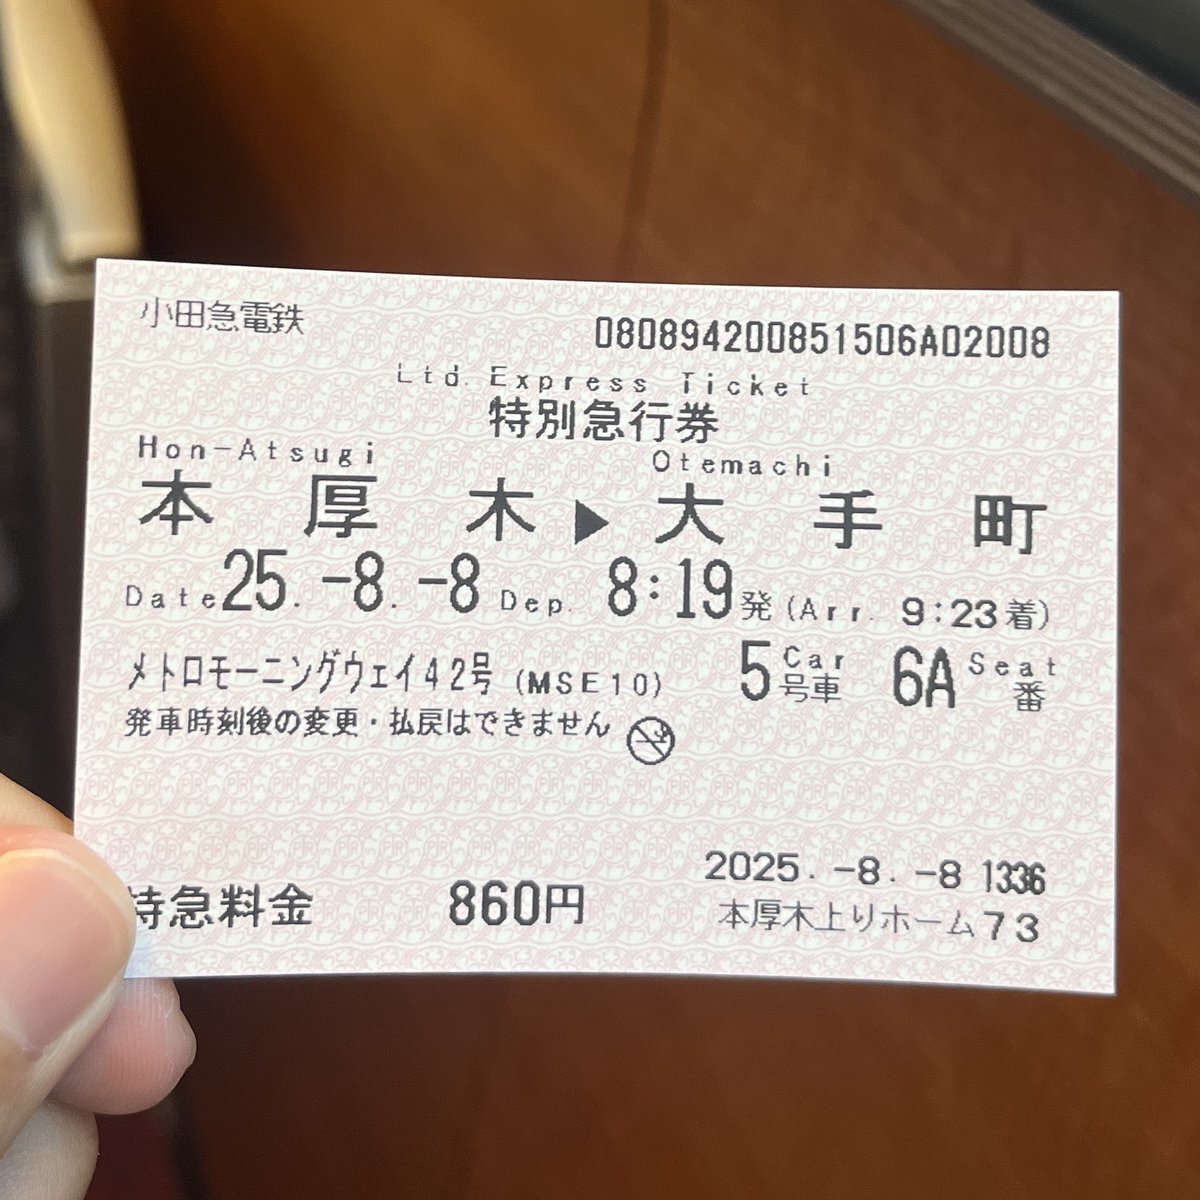 小田急電鉄 080894200851506A02008
Ltd. Express Ticket
特別急行券
Hon-Atsugi Otemachi
本厚木▶大手町
Date 25.-8.-8 Dep. 8:19発 (Arr. 9:23着)
メトロモーニングウェイ42号 (MSE10) 5 Car 号車 6A Seat 番
発車時刻後の変更・払戻はできません
2025.-8.-8 1336
特急料金 860円 本厚木上りホーム73